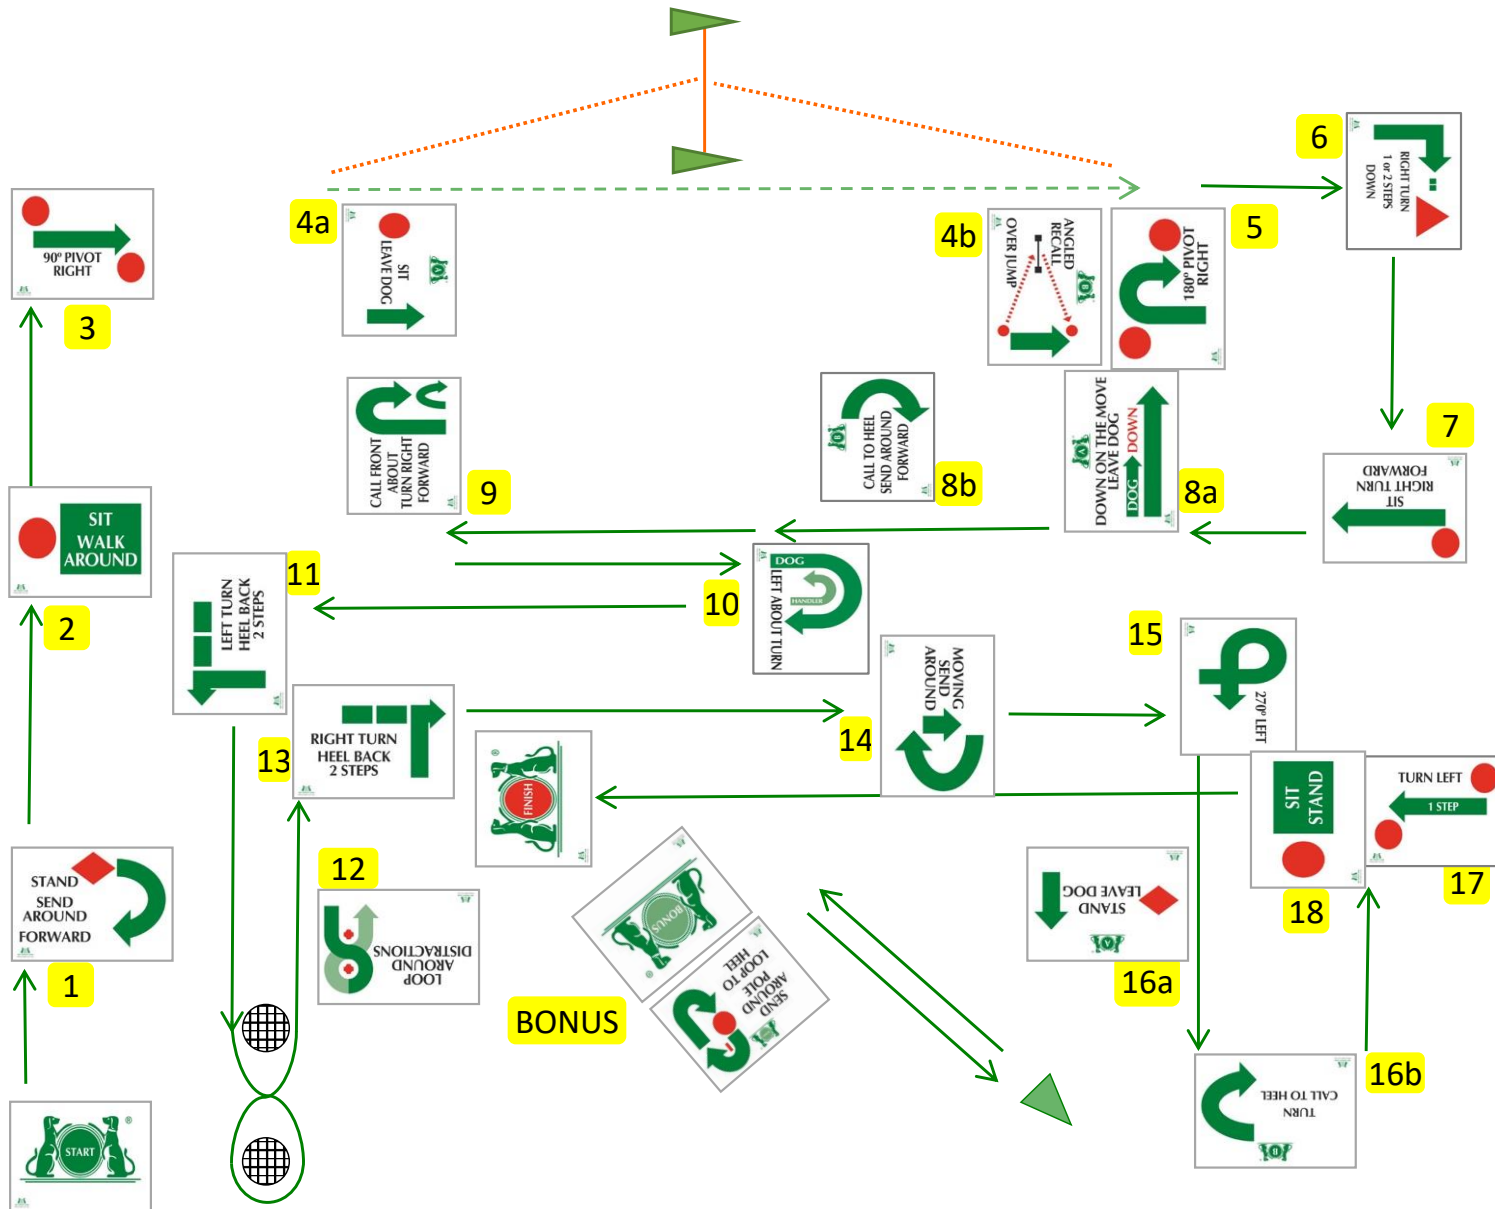 6
RIGHT TURN
1 or 2 STEPS
DOWN
4a
SIT
LEAVE DOG
4b
ANGLED
RECALL
OVER JUMP
5
180º PIVOT
RIGHT
90º PIVOT
RIGHT
3
7
SIT
RIGHT TURN
FORWARD
CALL FRONT
ABOUT
TURN RIGHT
FORWARD
9
CALL TO HEEL
SEND AROUND
FORWARD
8b
DOWN ON THE MOVE
LEAVE DOG
DOG
DOWN
8a
SIT
WALK
AROUND
2
11
LEFT TURN
HEEL BACK
2 STEPS
10
DOG
HANDLER
LEFT ABOUT TURN
15
270º LEFT
MOVING
SEND
AROUND
14
13
RIGHT TURN
HEEL BACK
2 STEPS
FINISH
®
SIT
STAND
18
TURN LEFT
1 STEP
17
STAND
SEND
AROUND
FORWARD
1
12
LOOP
AROUND
DISTRACTIONS
BONUS
SEND
AROUND
POLE
LOOP TO
HEEL
BONUS
STAND
LEAVE DOG
16a
16b
TURN
CALL TO HEEL
START
®